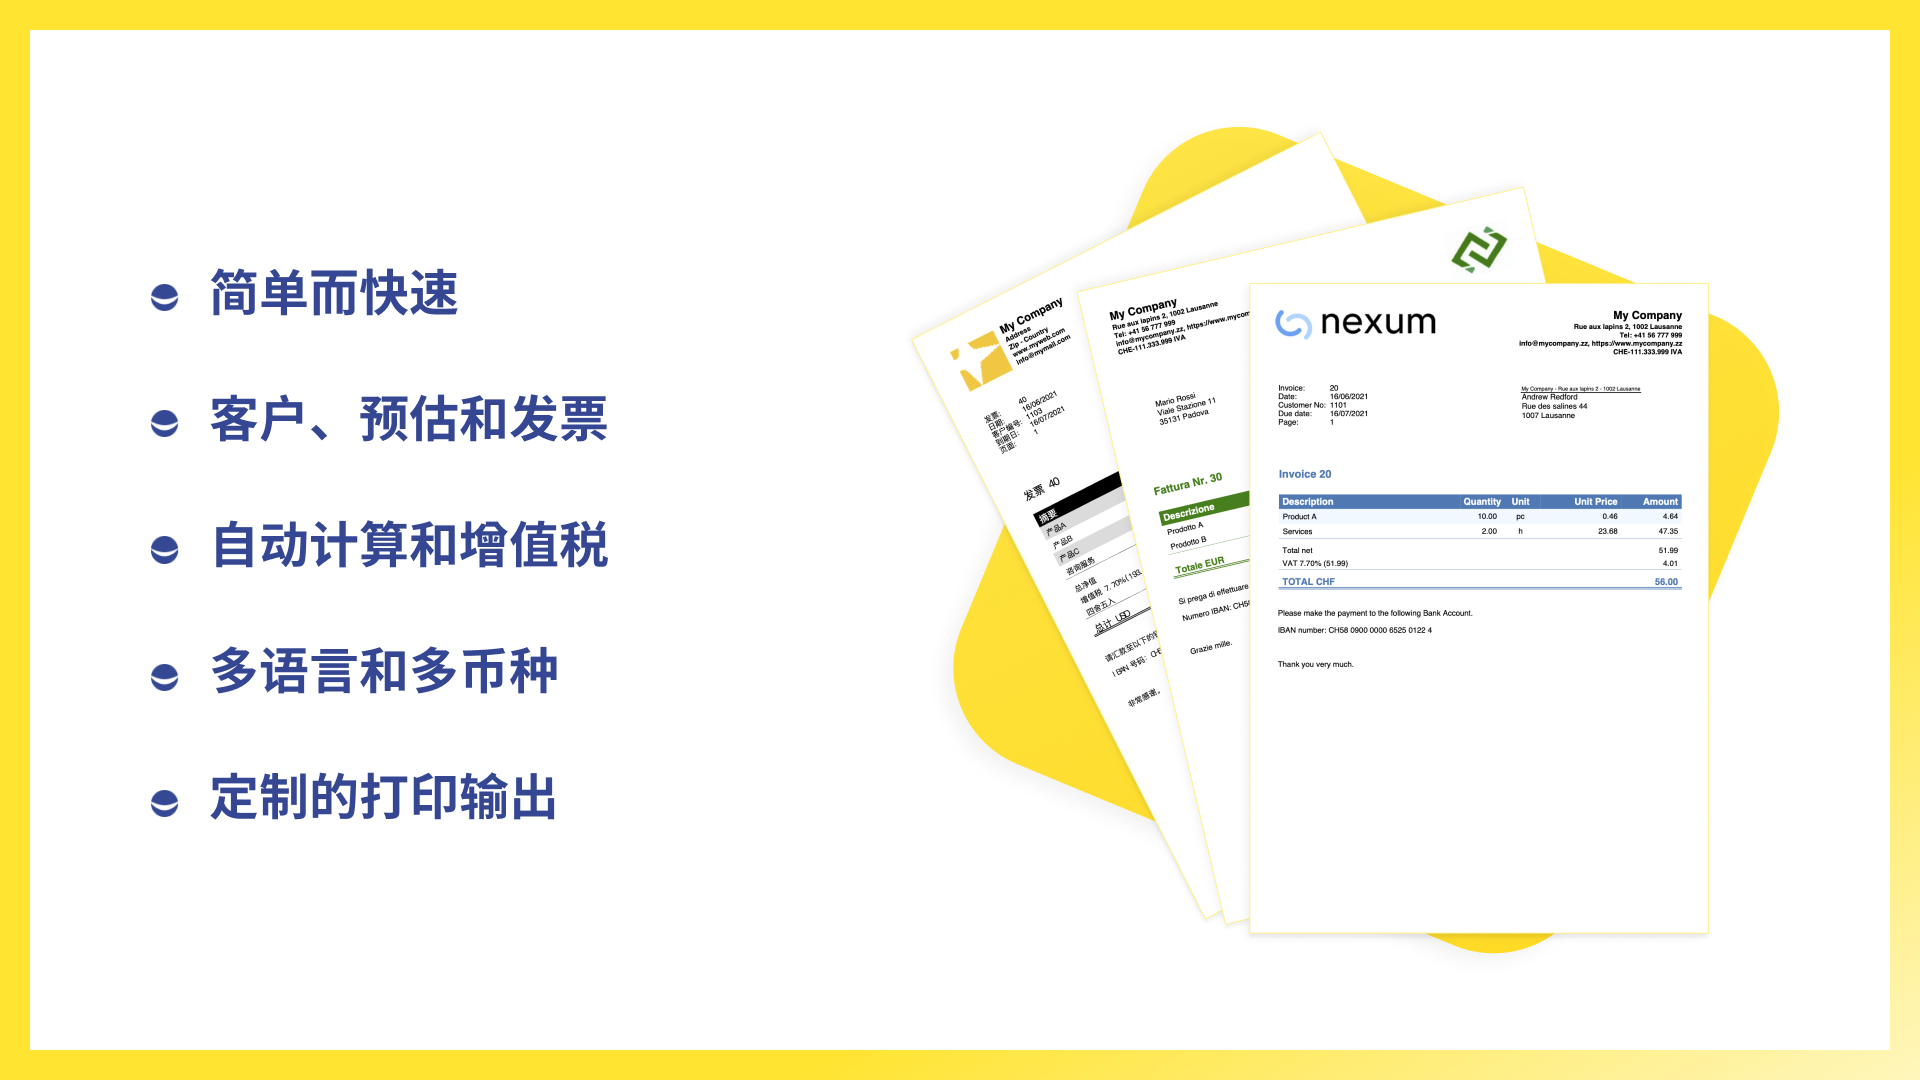 简单而快速
客户、预估和发票
自动计算和增值税
多语言和多币种
定制的打印输出
My Company
Address
Zip - Country
www.myweb.com
info@mymail.com
发票: 40
日期: 16/06/2021
客户编号: 1103
到期日: 16/07/2021
页面: 1
发票 40
摘要
产品A
产品B
产品C
咨询服务
总净值
增值税 7.70%(193.
四舍五入
总计 USD
请汇款至以下的
IBAN 号码: CH5
非常感谢。
My Company
Rue aux lapins 2, 1002 Lausanne
Tel: +41 56 777 999
info@mycompany.zz, https://www.mycom
CHE-111.333.999 IVA
Mario Rossi
Viale Stazione 11
35131 Padova
Fattura Nr. 30
Descrizione
Prodotto A
Prodotto B
Totale EUR
Si prega di effettuare
Numero IBAN: CH58
Grazie mille.
nexum
My Company
Rue aux lapins 2, 1002 Lausanne
Tel: +41 56 777 999
info@mycompany.zz, https://www.mycompany.zz
CHE-111.333.999 IVA
Invoice: 20
Date: 16/06/2021
Customer No: 1101
Due date: 16/07/2021
Page: 1
My Company - Rue aux lapins 2 - 1002 Lausanne
Andrew Redford
Rue des salines 44
1007 Lausanne
Invoice 20
Description Quantity Unit Unit Price Amount
Product A 10.00 pc 0.46 4.64
Services 2.00 h 23.68 47.35
Total net 51.99
VAT 7.70% (51.99) 4.01
TOTAL CHF 56.00
Please make the payment to the following Bank Account.
IBAN number: CH58 0900 0000 6525 0122 4
Thank you very much.